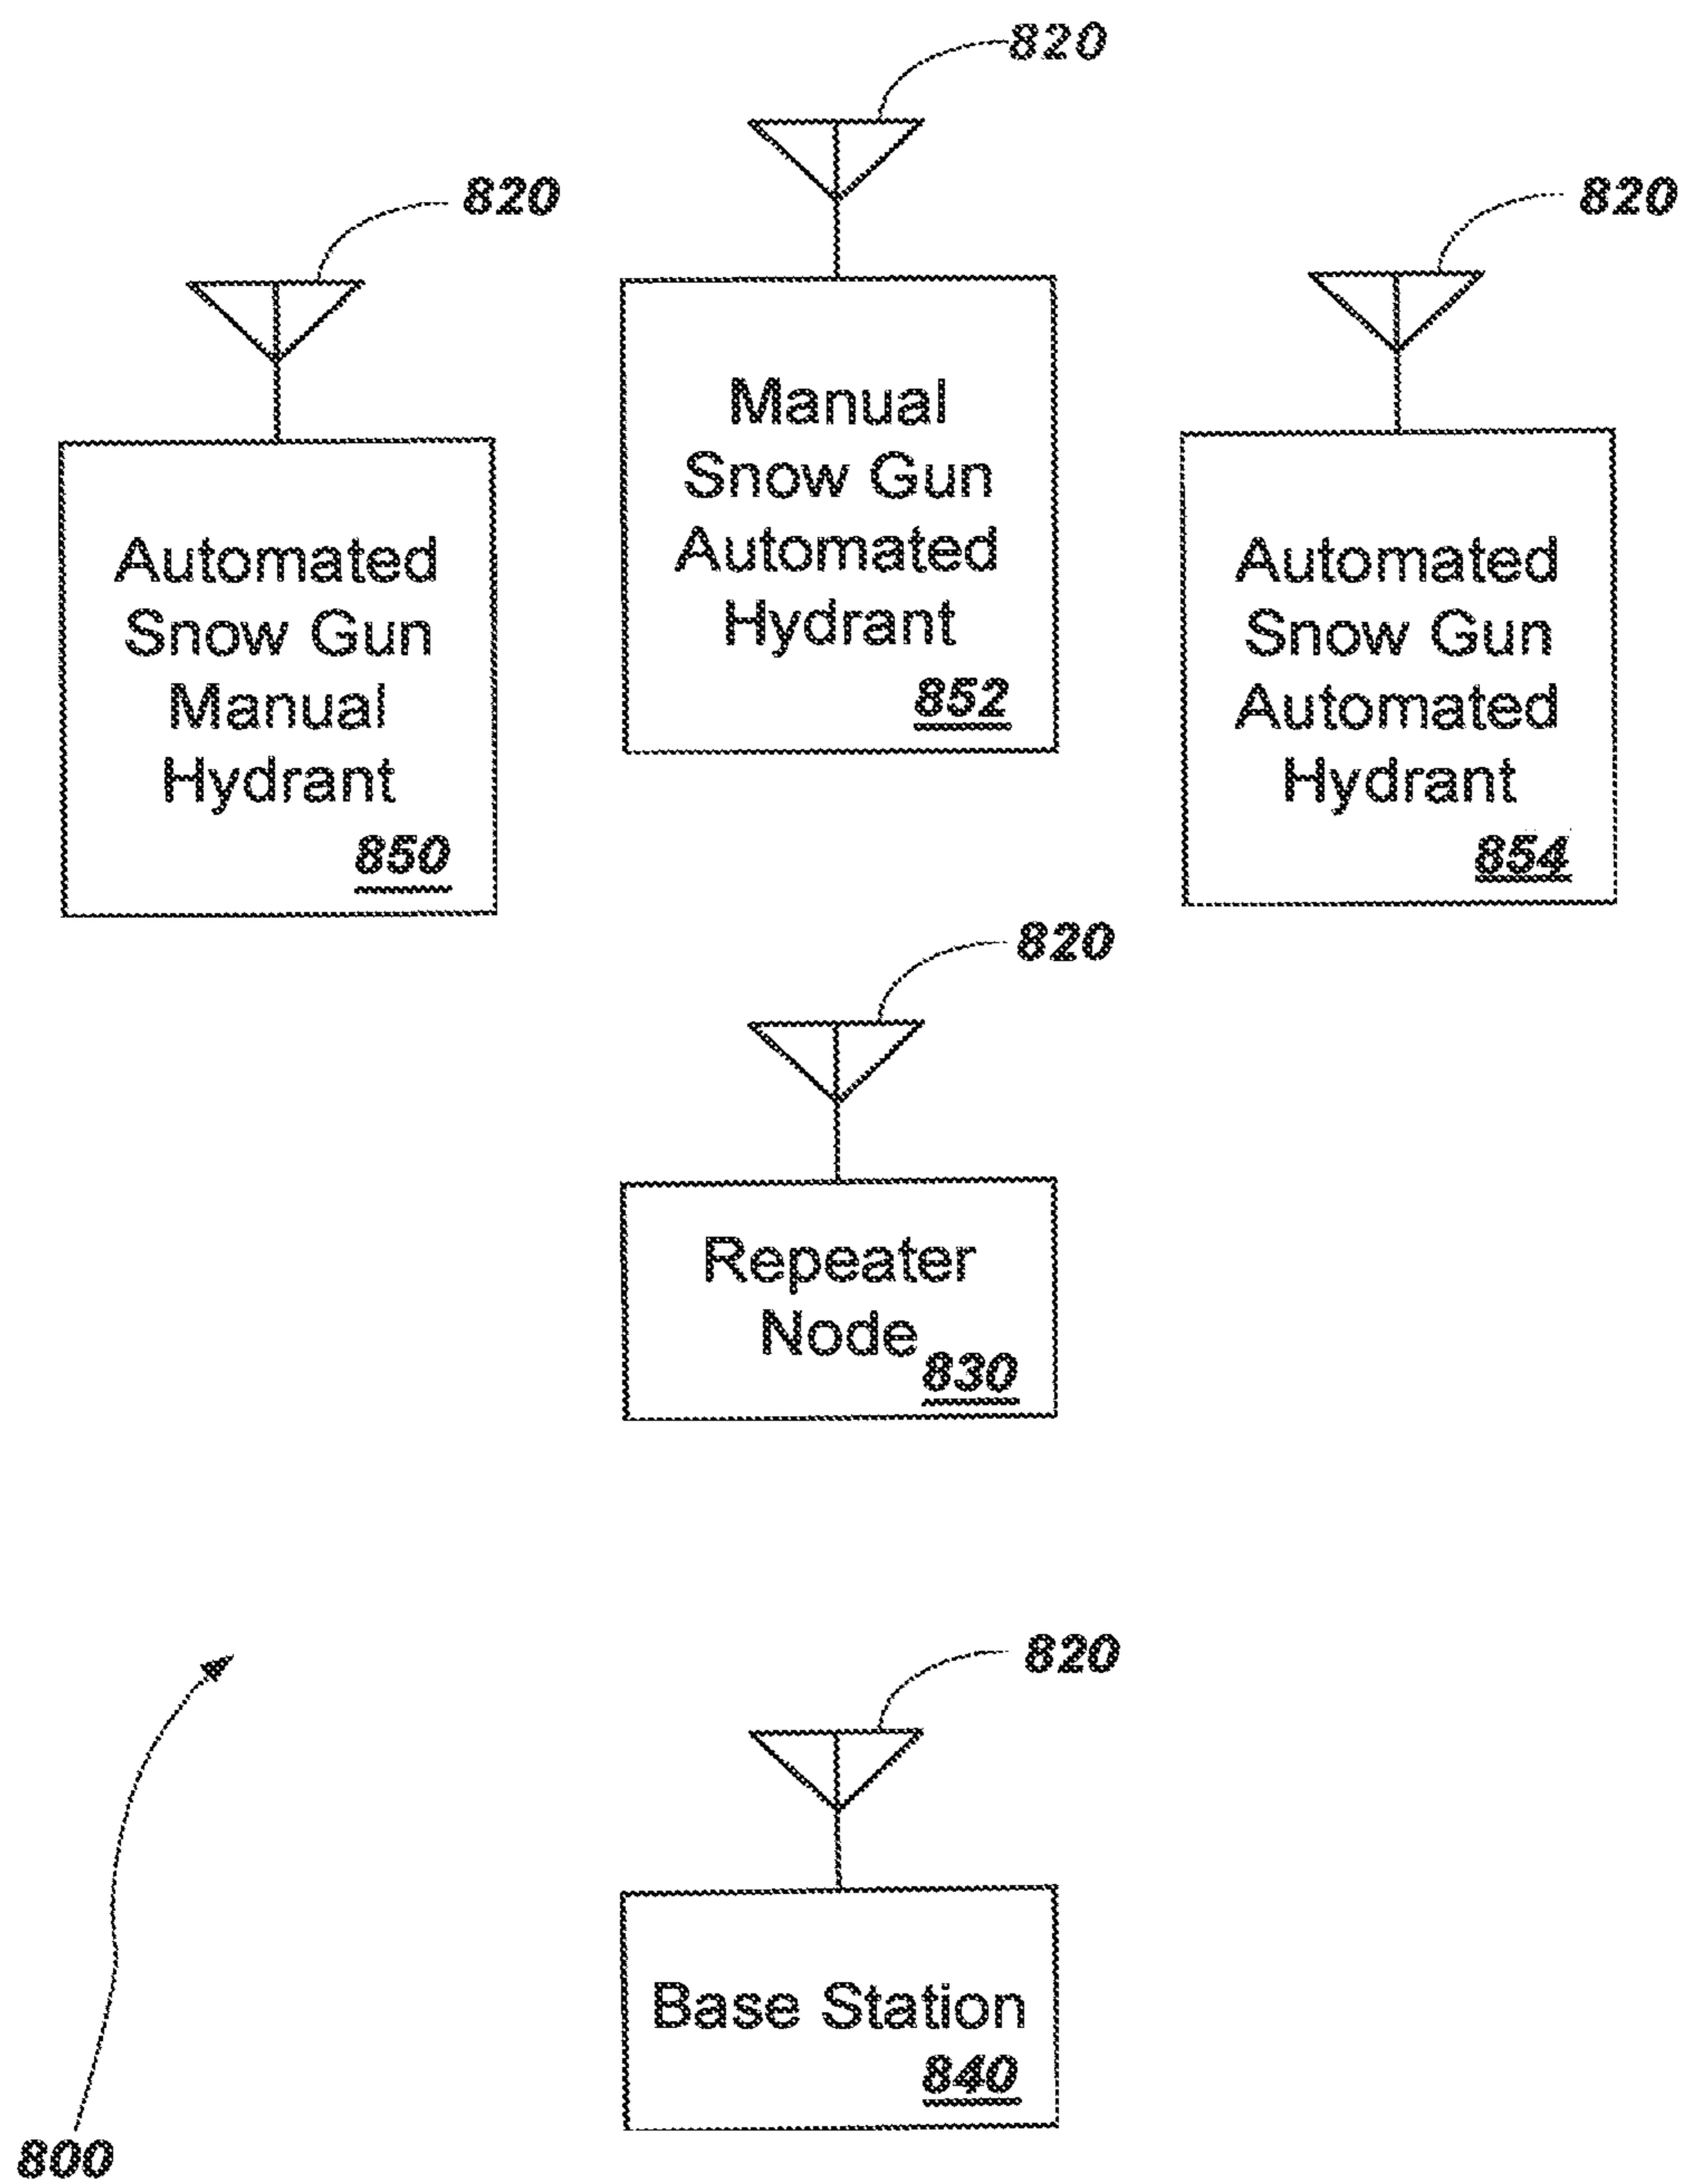 820
820
820
Manual
Snow Gun
Automated
Hydrant
852
Automated
Snow Gun
Manual
Hydrant
850
Automated
Snow Gun
Automated
Hydrant
854
820
Repeater
Node
830
820
Base Station
840
800